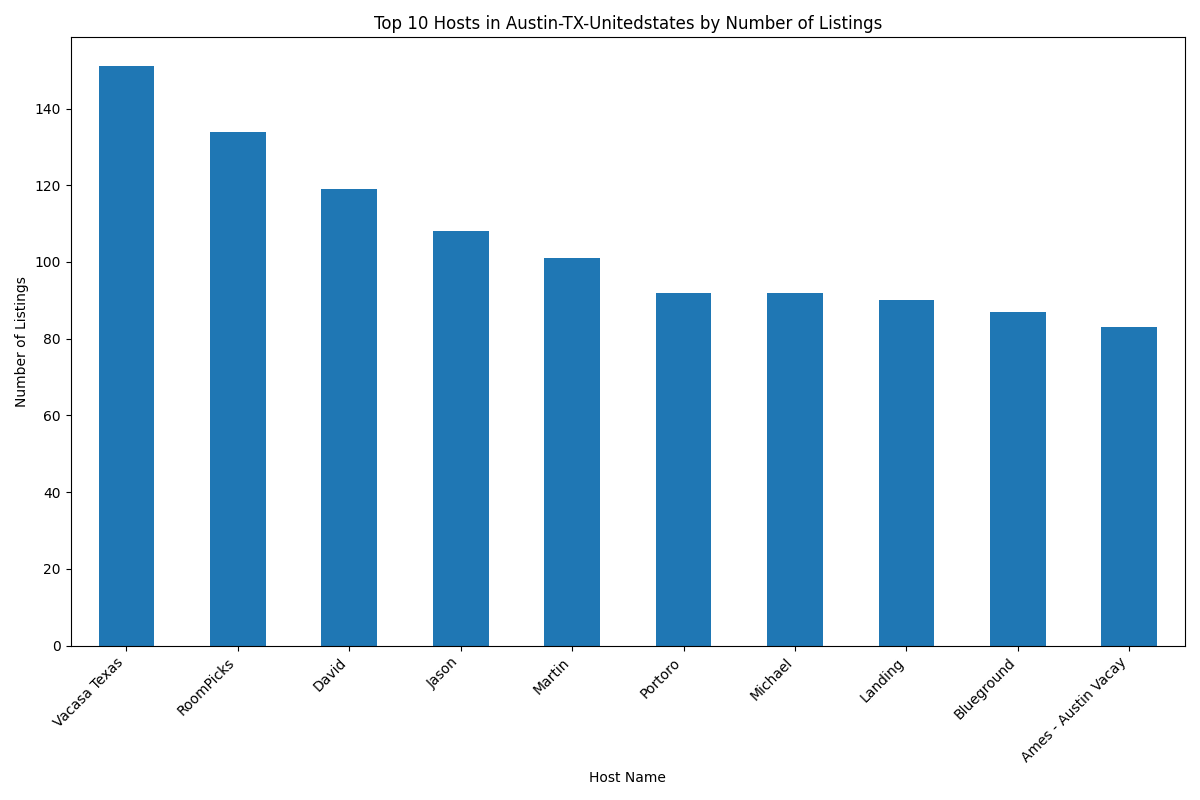 Top 10 Hosts in Austin-TX-Unitedstates by Number of Listings
Number of Listings
140
120
100
80
60
40
20
0
Vacasa Texas
RoomPicks
David
Jason
Martin
Portoro
Michael
Landing
Blueground
Ames - Austin Vacay
Host Name